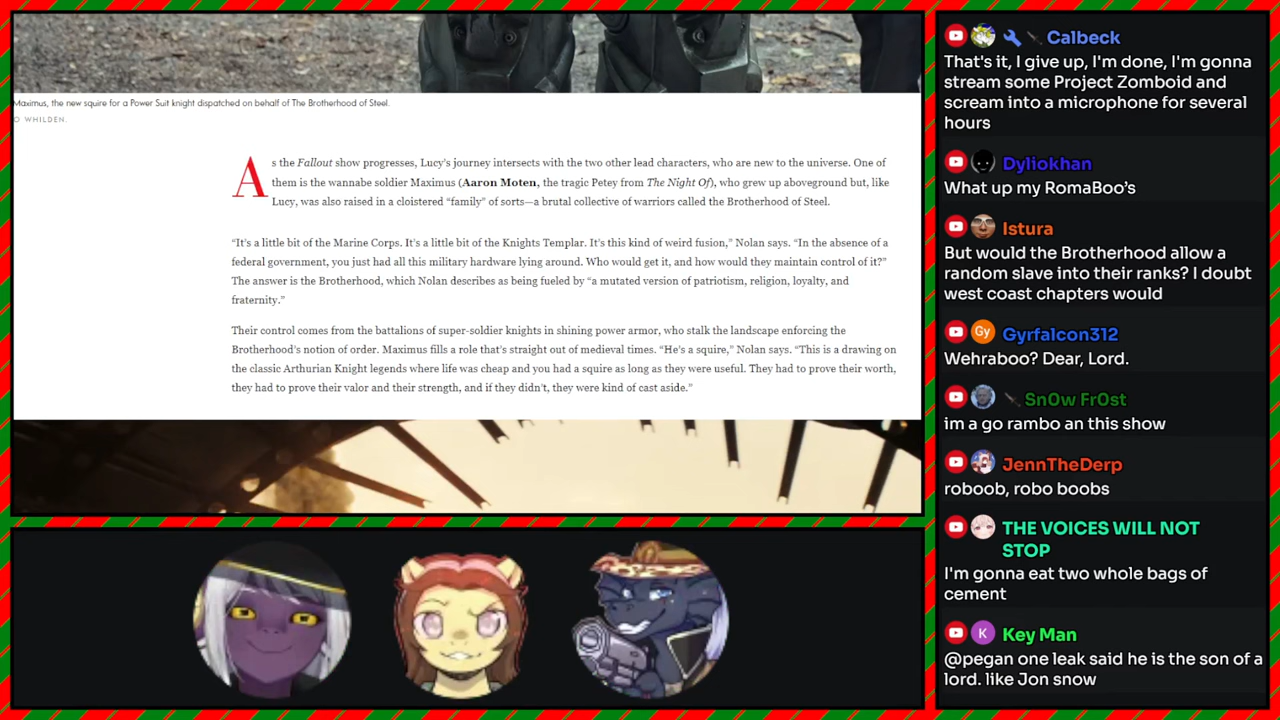 Maximus, the new squire for a Power Suit knight dispatched on behalf of The Brotherhood of Steel.
O WHILDEN.
As the Fallout show progresses, Lucy's journey intersects with the two other lead characters, who are new to the universe. One of
them is the wannabe soldier Maximus (Aaron Moten, the tragic Petey from The Night Of), who grew up aboveground but, like
Lucy, was also raised in a cloistered “family” of sorts—a brutal collective of warriors called the Brotherhood of Steel.
“It's a little bit of the Marine Corps. It's a little bit of the Knights Templar. It's this kind of weird fusion,” Nolan says. “In the absence of a
federal government, you just had all this military hardware lying around. Who would get it, and how would they maintain control of it?”
The answer is the Brotherhood, which Nolan describes as being fueled by “a mutated version of patriotism, religion, loyalty, and
fraternity.”
Their control comes from the battalions of super-soldier knights in shining power armor, who stalk the landscape enforcing the
Brotherhood's notion of order. Maximus fills a role that's straight out of medieval times. “He's a squire,” Nolan says. “This is a drawing on
the classic Arthurian Knight legends where life was cheap and you had a squire as long as they were useful. They had to prove their worth,
they had to prove their valor and their strength, and if they didn't, they were kind of cast aside.”
Calbeck
That's it, I give up, I'm done, I'm gonna
stream some Project Zomboid and
scream into a microphone for several
hours
Dyliokhan
What up my RomaBoo's
Istura
But would the Brotherhood allow a
random slave into their ranks? I doubt
west coast chapters would
Gy
Gyrfalcon312
Wehraboo? Dear, Lord.
Sn0w Fr0st
im a go rambo an this show
JennTheDerp
roboob, robo boobs
THE VOICES WILL NOT
STOP
I'm gonna eat two whole bags of
cement
K
Key Man
@pegan one leak said he is the son of a
lord. like Jon snow